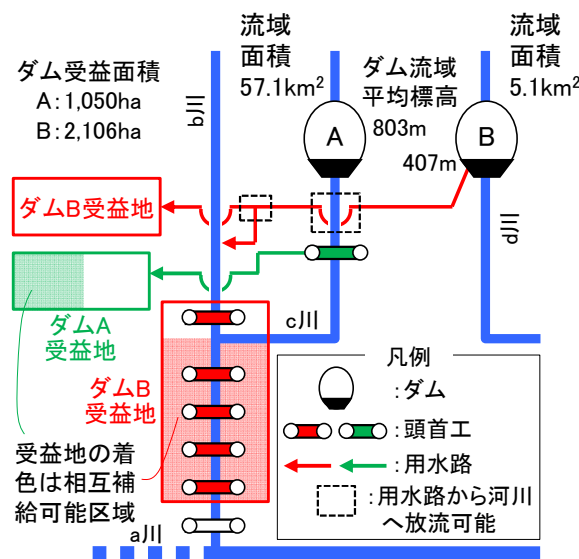 ダム受益面積
A:1,050ha
B:2,106ha
b川
流域
面積
57.1km²
ダム流域
平均標高
803m
407m
流域
面積
5.1km²
A
B
d川
ダムB受益地
ダムA
受益地
c川
ダムB
受益地
受益地の着
色は相互補
給可能区域
a川
凡例
:ダム
:頭首工
:用水路
:用水路から河川
へ放流可能